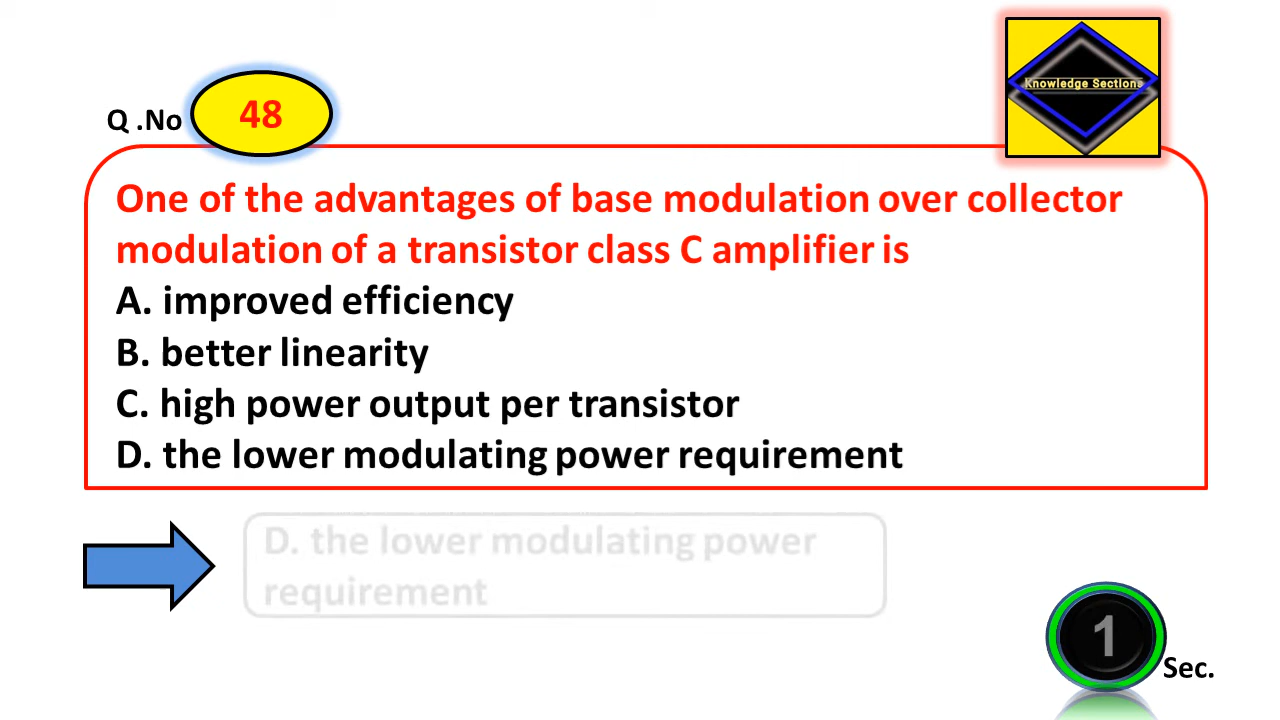 Knowledge Sections
Q .No 48
One of the advantages of base modulation over collector
modulation of a transistor class C amplifier is
A. improved efficiency
B. better linearity
C. high power output per transistor
D. the lower modulating power requirement
D. the lower modulating power
requirement
1
Sec.